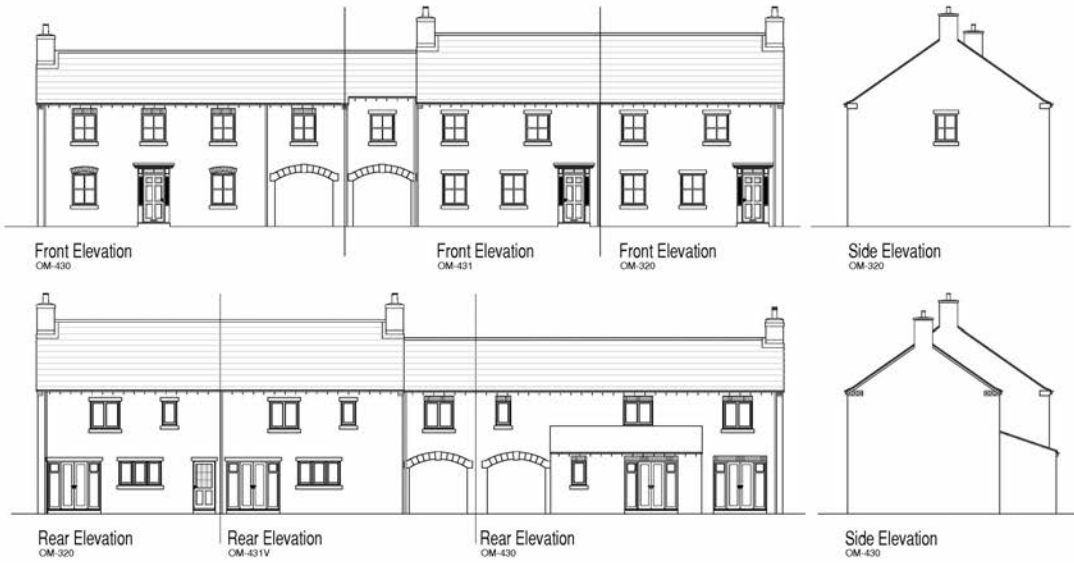 Front Elevation
OM-430
Front Elevation
OM-431
Front Elevation
OM-320
Side Elevation
OM-320
Rear Elevation
OM-320
Rear Elevation
OM-431V
Rear Elevation
OM-430
Side Elevation
OM-430